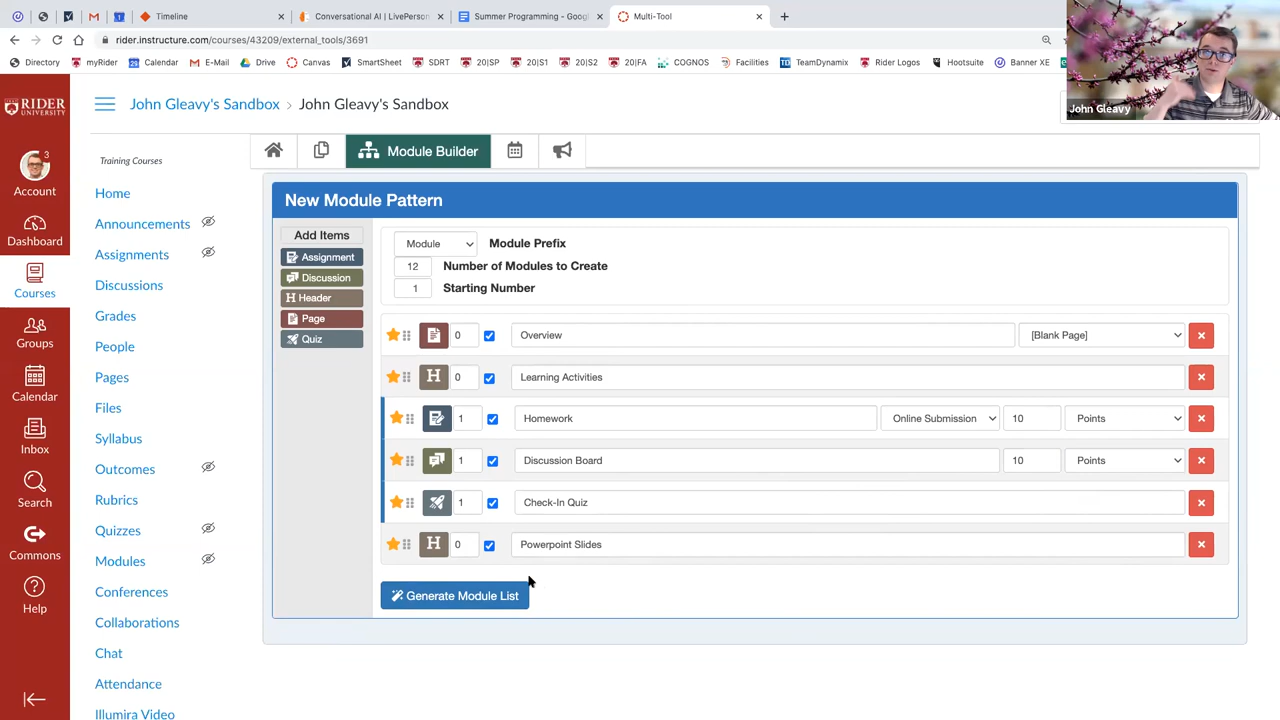 Timeline
Conversational AI | LivePerson
Summer Programming - Googl
Multi-Tool
rider.instructure.com/courses/43209/external_tools/3691
Directory myRider Calendar E-Mail Drive Canvas SmartSheet SDRT 20|SP 20|S1 20|S2 20|FA COGNOS Facilities TeamDynamix Rider Logos Hootsuite Banner XE
John Gleavy
RIDER
UNIVERSITY
3
Account
Dashboard
Courses
Groups
Calendar
Inbox
Search
Commons
Help
John Gleavy's Sandbox > John Gleavy's Sandbox
Training Courses
Home
Announcements
Assignments
Discussions
Grades
People
Pages
Files
Syllabus
Outcomes
Rubrics
Quizzes
Modules
Conferences
Collaborations
Chat
Attendance
Illumira Video
Module Builder
New Module Pattern
Add Items
Assignment
Discussion
H Header
Page
Quiz
Module Module Prefix
12 Number of Modules to Create
1 Starting Number
0 Overview [Blank Page]
H 0 Learning Activities
1 Homework Online Submission 10 Points
1 Discussion Board 10 Points
1 Check-In Quiz
H 0 Powerpoint Slides
Generate Module List